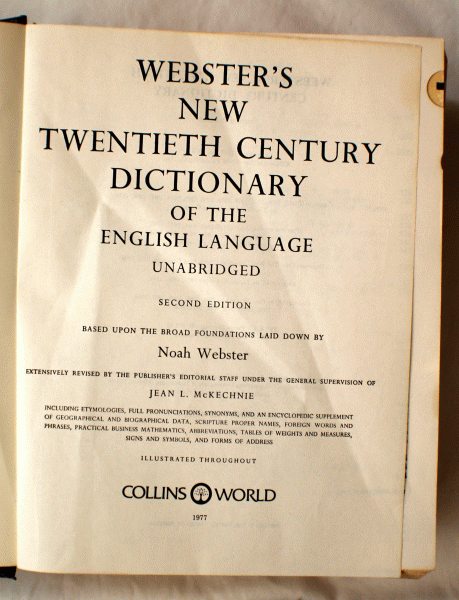 WEBSTER'S
NEW
TWENTIETH CENTURY
DICTIONARY
OF THE
ENGLISH LANGUAGE
UNABRIDGED
SECOND EDITION
BASED UPON THE BROAD FOUNDATIONS LAID DOWN BY
Noah Webster
EXTENSIVELY REVISED BY THE PUBLISHER'S EDITORIAL STAFF UNDER THE GENERAL SUPERVISION OF
JEAN L. McKECHNIE
INCLUDING ETYMOLOGIES, FULL PRONUNCIATIONS, SYNONYMS, AND AN ENCYCLOPEDIC SUPPLEMENT
OF GEOGRAPHICAL AND BIOGRAPHICAL DATA, SCRIPTURE PROPER NAMES, FOREIGN WORDS AND
PHRASES, PRACTICAL BUSINESS MATHEMATICS, ABBREVIATIONS, TABLES OF WEIGHTS AND MEASURES,
SIGNS AND SYMBOLS, AND FORMS OF ADDRESS
ILLUSTRATED THROUGHOUT
COLLINS WORLD
1977